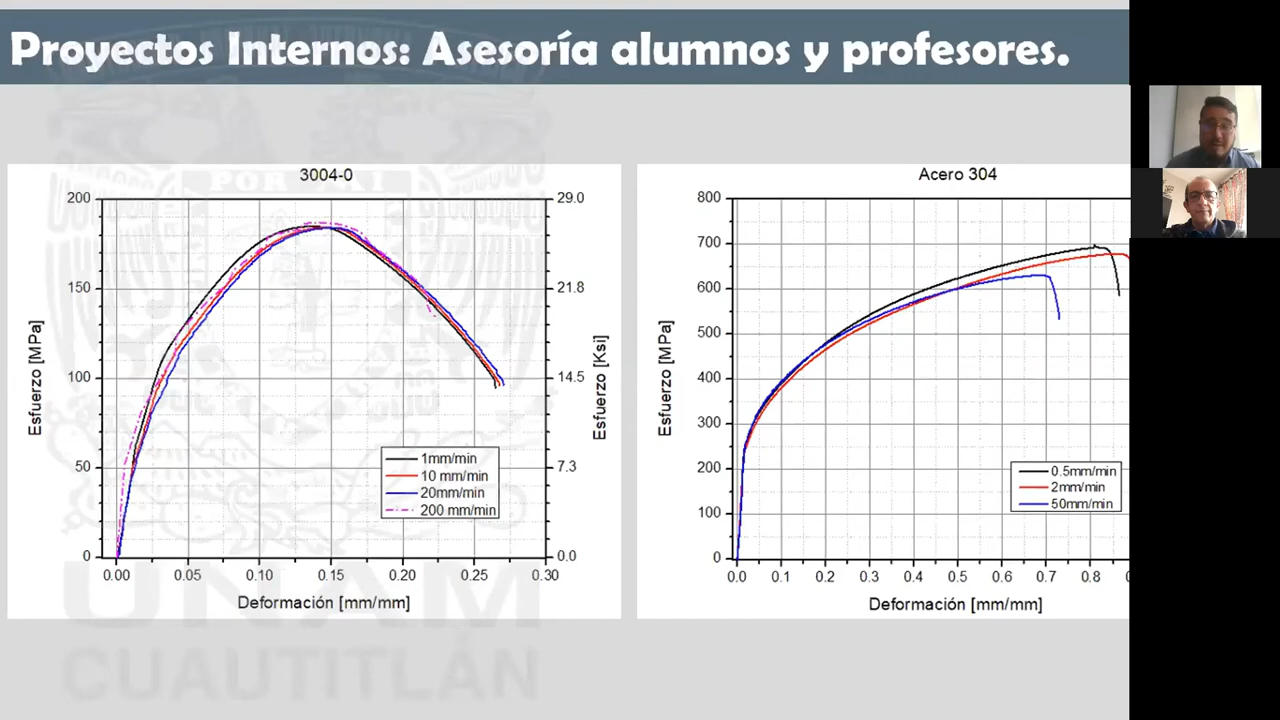 Proyectos Internos: Asesoría alumnos y profesores.
POR MI
3004-0
200
150
100
50
0
29.0
21.8
14.5
7.3
0.0
Esfuerzo [MPa]
Esfuerzo [Ksi]
1mm/min
10 mm/min
20mm/min
200 mm/min
0.00 0.05 0.10 0.15 0.20 0.25 0.30
Deformación [mm/mm]
Acero 304
800
700
600
500
400
300
200
100
0
Esfuerzo [MPa]
0.5mm/min
2mm/min
50mm/min
0.0 0.1 0.2 0.3 0.4 0.5 0.6 0.7 0.8
Deformación [mm/mm]
UNAM
CUAUTITLÁN